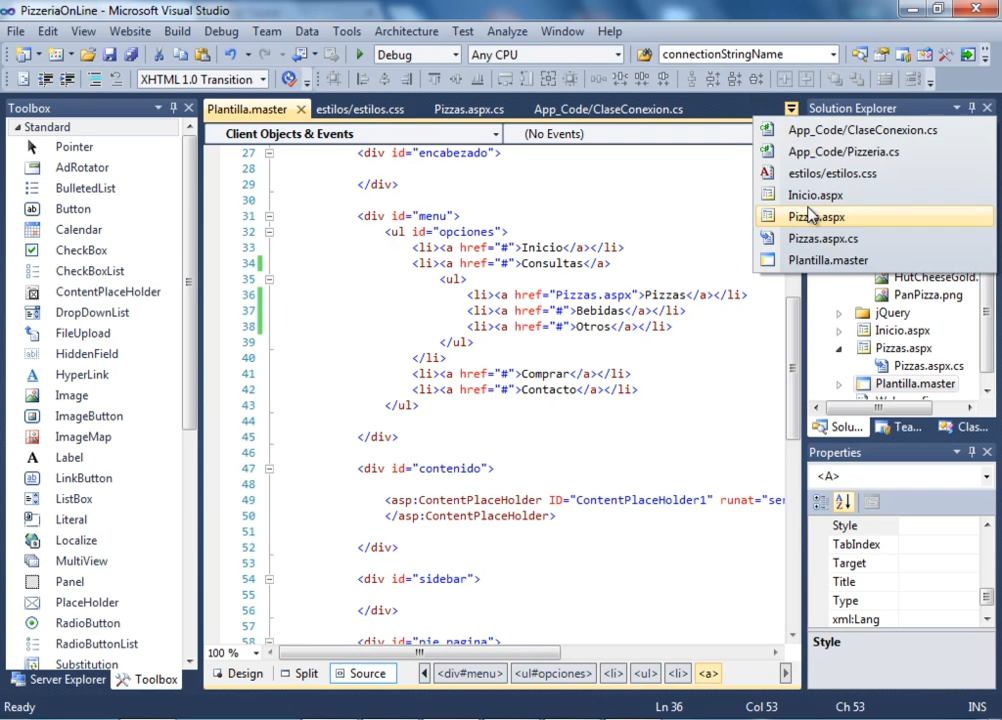 PizzeriaOnLine - Microsoft Visual Studio
File Edit View Website Build Debug Team Data Tools Architecture Test Analyze Window Help
Debug Any CPU connectionStringName
XHTML 1.0 Transition
Toolbox
Standard
Pointer
AdRotator
BulletedList
Button
Calendar
CheckBox
CheckBoxList
ContentPlaceHolder
DropDownList
FileUpload
HiddenField
HyperLink
Image
ImageButton
ImageMap
Label
LinkButton
ListBox
Literal
Localize
MultiView
Panel
PlaceHolder
RadioButton
RadioButtonList
Substitution
Server Explorer Toolbox
Plantilla.master estilos/estilos.css Pizzas.aspx.cs App_Code/ClaseConexion.cs
Client Objects & Events (No Events)
27 <div id="encabezado">
28
29 </div>
30
31 <div id="menu">
32 <ul id="opciones">
33 <li><a href="#">Inicio</a></li>
34 <li><a href="#">Consultas</a>
35 <ul>
36 <li><a href="Pizzas.aspx">Pizzas</a></li>
37 <li><a href="#">Bebidas</a></li>
38 <li><a href="#">Otros</a></li>
39 </ul>
40 </li>
41 <li><a href="#">Comprar</a></li>
42 <li><a href="#">Contacto</a></li>
43 </ul>
44
45 </div>
46
47 <div id="contenido">
48
49 <asp:ContentPlaceHolder ID="ContentPlaceHolder1" runat="ser
50 </asp:ContentPlaceHolder>
51
52 </div>
53
54 <div id="sidebar">
55
56 </div>
57
58 <div id="pie_pagina">
100 %
Design Split Source <div#menu> <ul#opciones> <li> <ul> <li> <a>
Solution Explorer
App_Code/ClaseConexion.cs
App_Code/Pizzeria.cs
estilos/estilos.css
Inicio.aspx
Pizzas.aspx
Pizzas.aspx.cs
Plantilla.master
HutCheeseGold.
PanPizza.png
jQuery
Inicio.aspx
Pizzas.aspx
Pizzas.aspx.cs
Plantilla.master
Solu... Tea... Clas...
Properties
<A>
Style
TabIndex
Target
Title
Type
xml:Lang
Style
Ready Ln 36 Col 53 Ch 53 INS